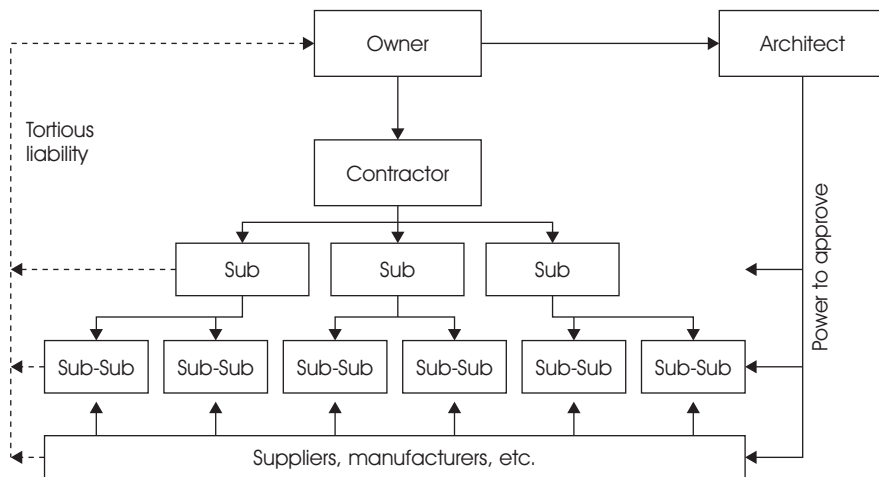 Owner
Architect
Tortious
liability
Contractor
Power to approve
Sub
Sub
Sub
Sub-Sub
Sub-Sub
Sub-Sub
Sub-Sub
Sub-Sub
Sub-Sub
Suppliers, manufacturers, etc.